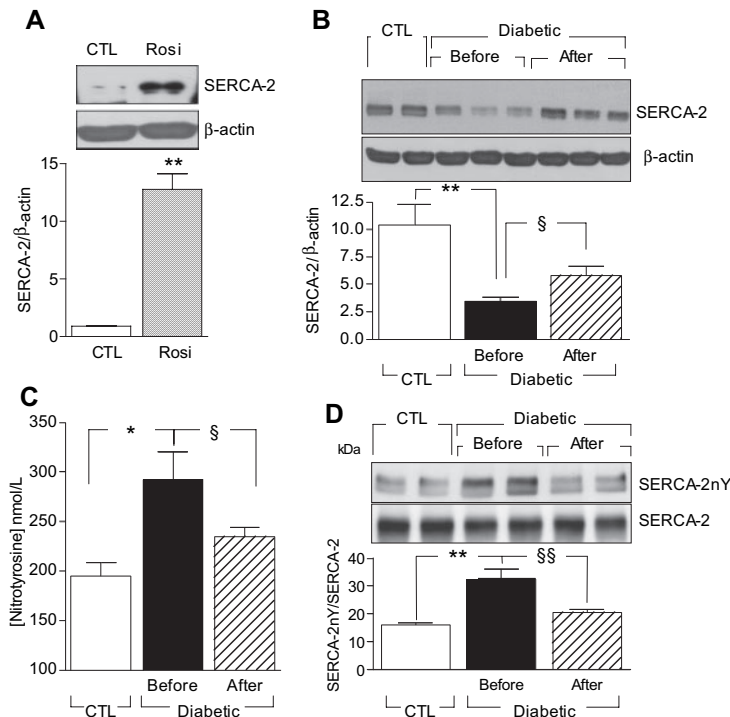 A
CTL Rosi
SERCA-2
β-actin
15
**
10
5
0
SERCA-2/β-actin
CTL Rosi
B
CTL Diabetic
Before After
SERCA-2
β-actin
12.5
10.0
7.5
5.0
2.5
0.0
** §
SERCA-2/β-actin
Before After
CTL Diabetic
C
350
300
250
200
150
100
* §
[Nitrotyrosine] nmol/L
Before After
CTL Diabetic
D
CTL Diabetic
kDa Before After
SERCA-2nY
SERCA-2
40
30
20
10
0
** §§
SERCA-2nY/SERCA-2
Before After
CTL Diabetic